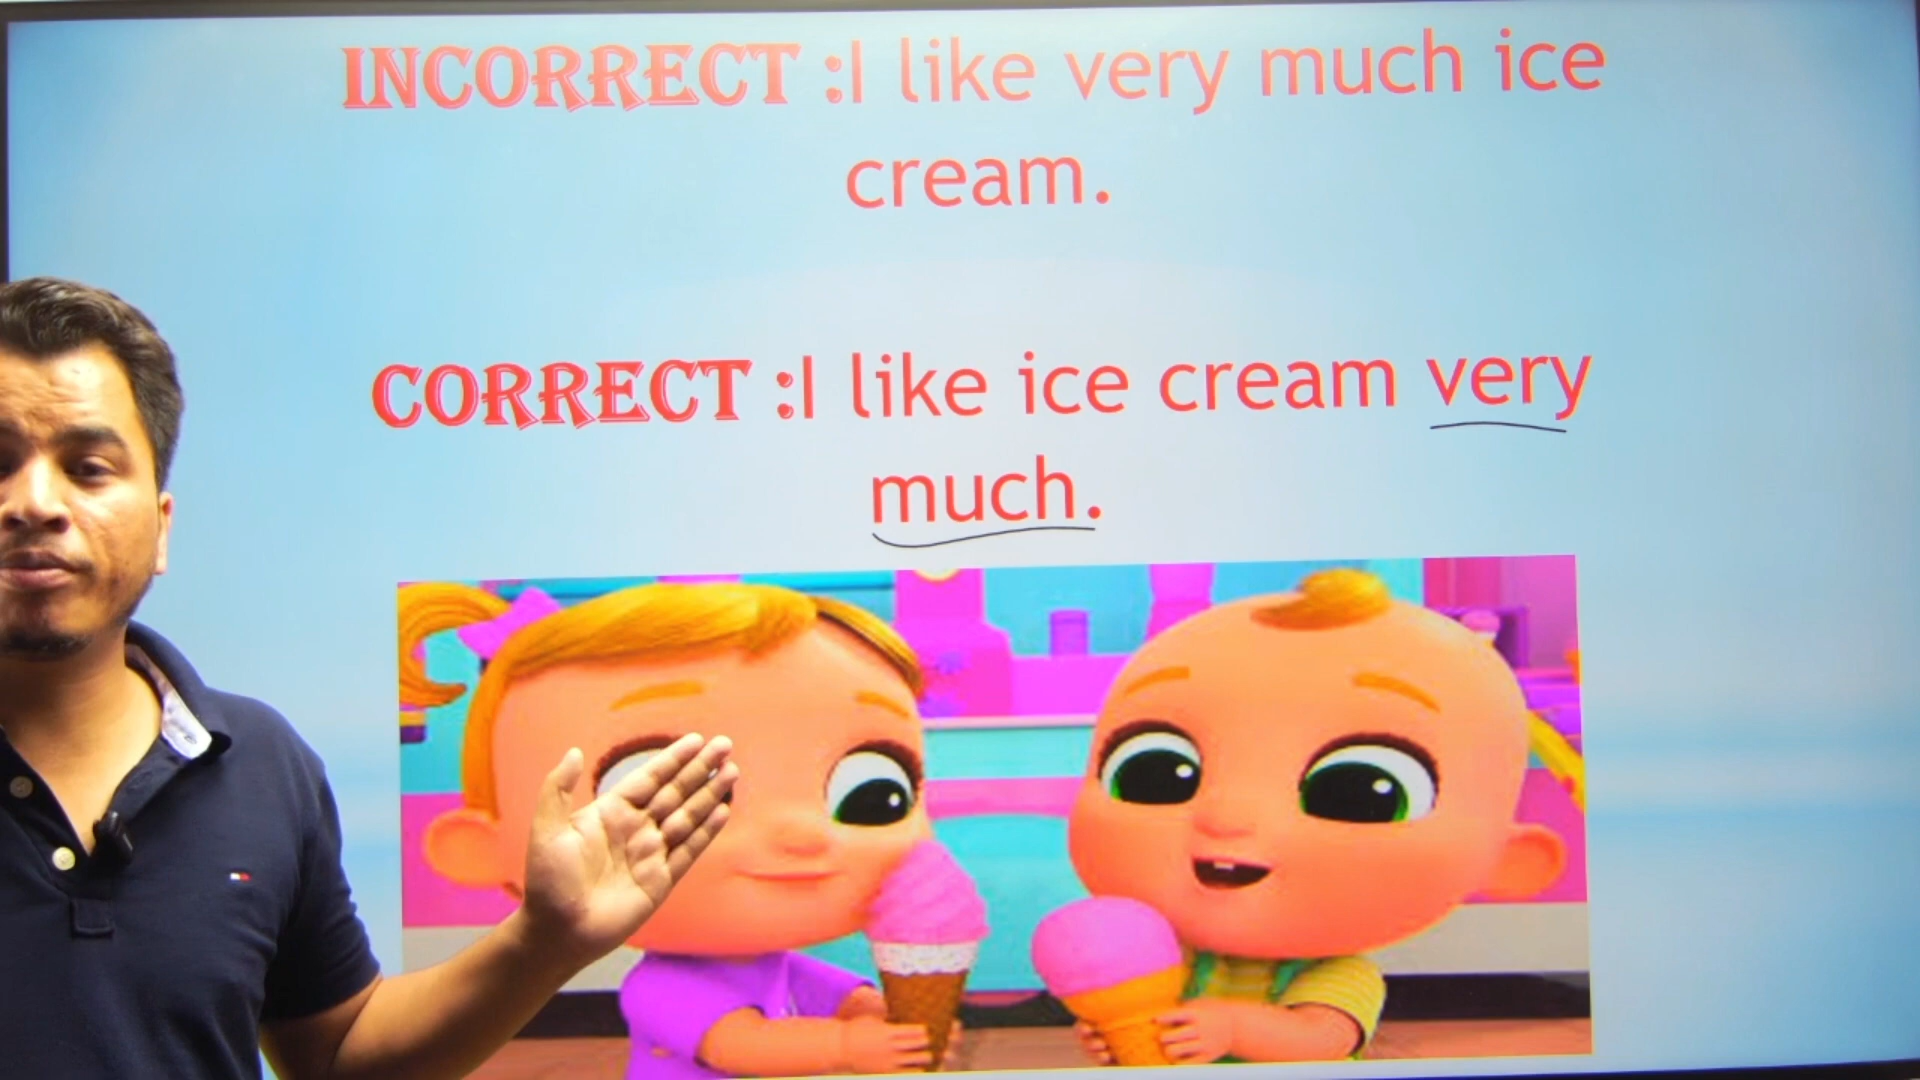 INCORRECT :I like very much ice
cream.
CORRECT :I like ice cream very
much.